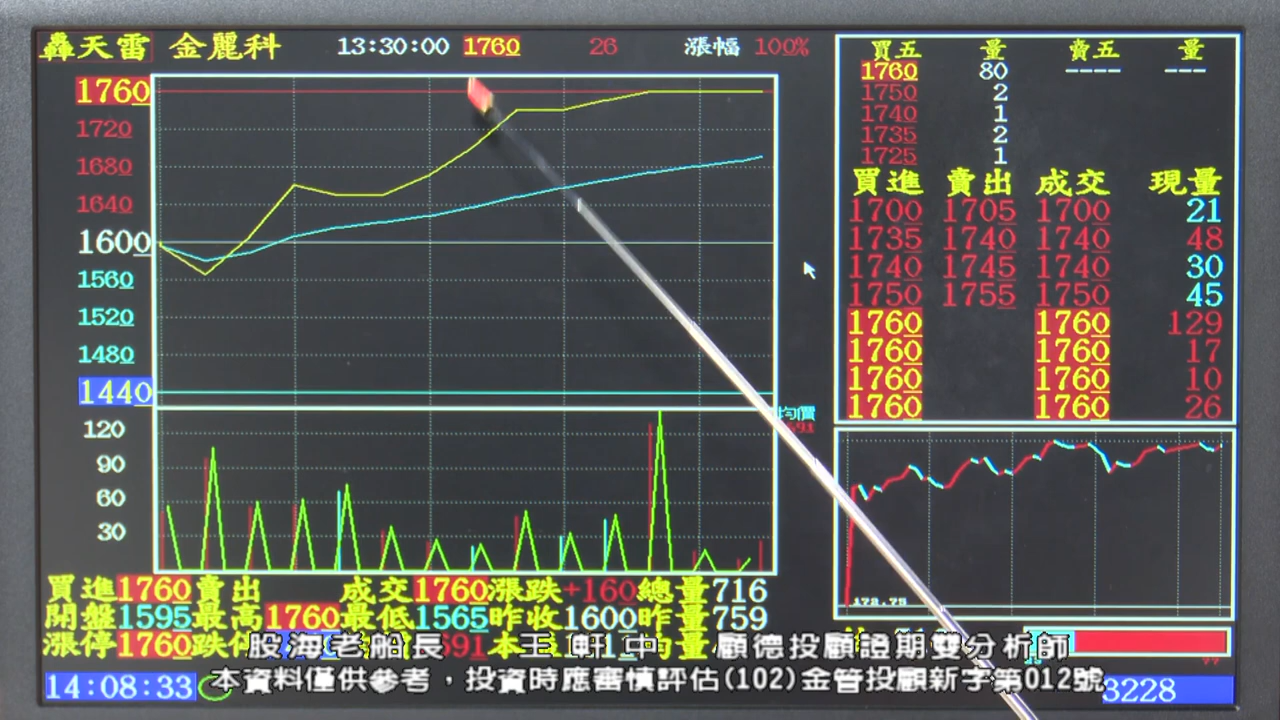 轟天雷 金麗科 13:30:00 1760 26 漲幅 100%
1760
1720
1680
1640
1600
1560
1520
1480
1440
120
90
60
30
均價
買五 量 賣五 量
1760 80 ---- ---
1750 2
1740 1
1735 2
1725 1
買進 賣出 成交 現量
1700 1705 1700 21
1735 1740 1740 48
1740 1745 1740 30
1750 1755 1750 45
1760 1760 129
1760 1760 17
1760 1760 10
1760 1760 26
178.75
買進1760賣出 成交1760漲跌+160總量716
開盤1595最高1760最低1565昨收1600昨量759
漲停1760跌停
股海老船長 王軒中 顧德投顧證期雙分析師
本資料僅供參考，投資時應審慎評估(102)金管投顧新字第012號
14:08:33
3228